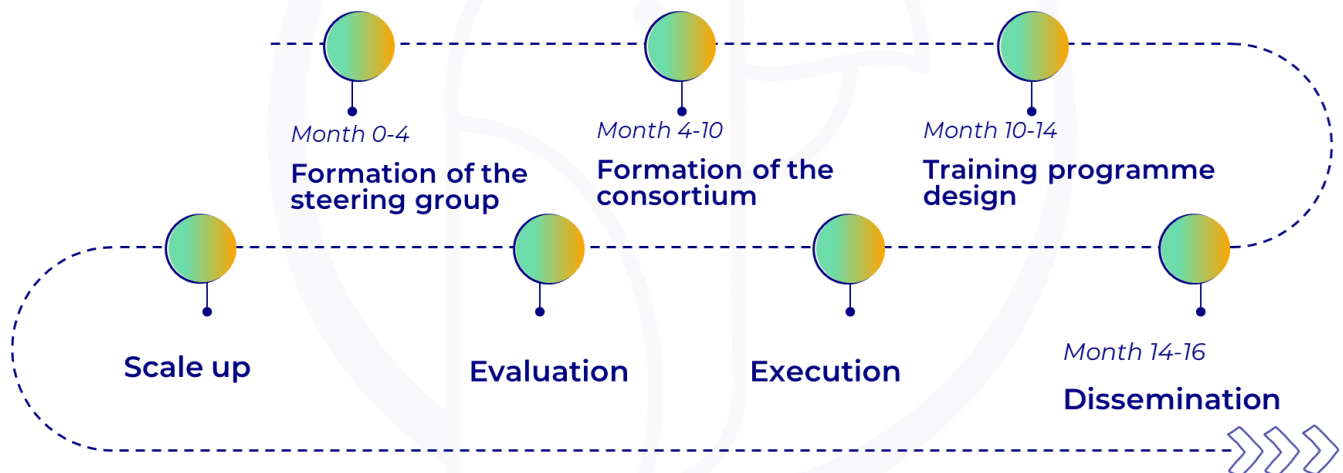 Month 0-4
Formation of the
steering group
Month 4-10
Formation of the
consortium
Month 10-14
Training programme
design
Month 14-16
Dissemination
Execution
Evaluation
Scale up